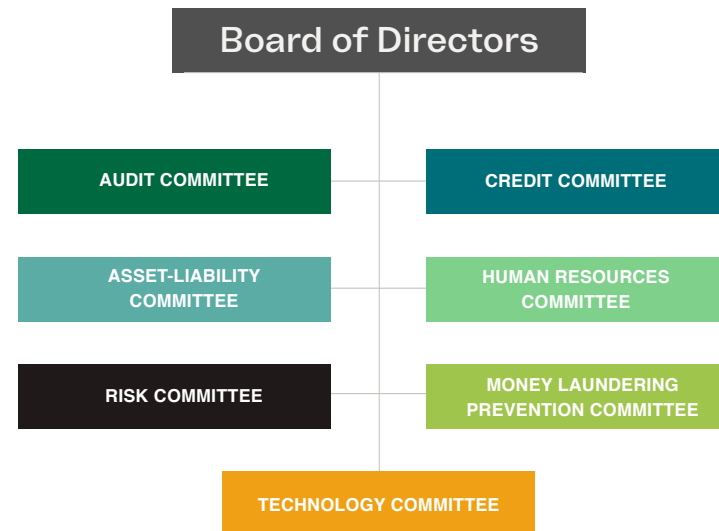 Board of Directors
AUDIT COMMITTEE
CREDIT COMMITTEE
ASSET-LIABILITY
COMMITTEE
HUMAN RESOURCES
COMMITTEE
RISK COMMITTEE
MONEY LAUNDERING
PREVENTION COMMITTEE
TECHNOLOGY COMMITTEE